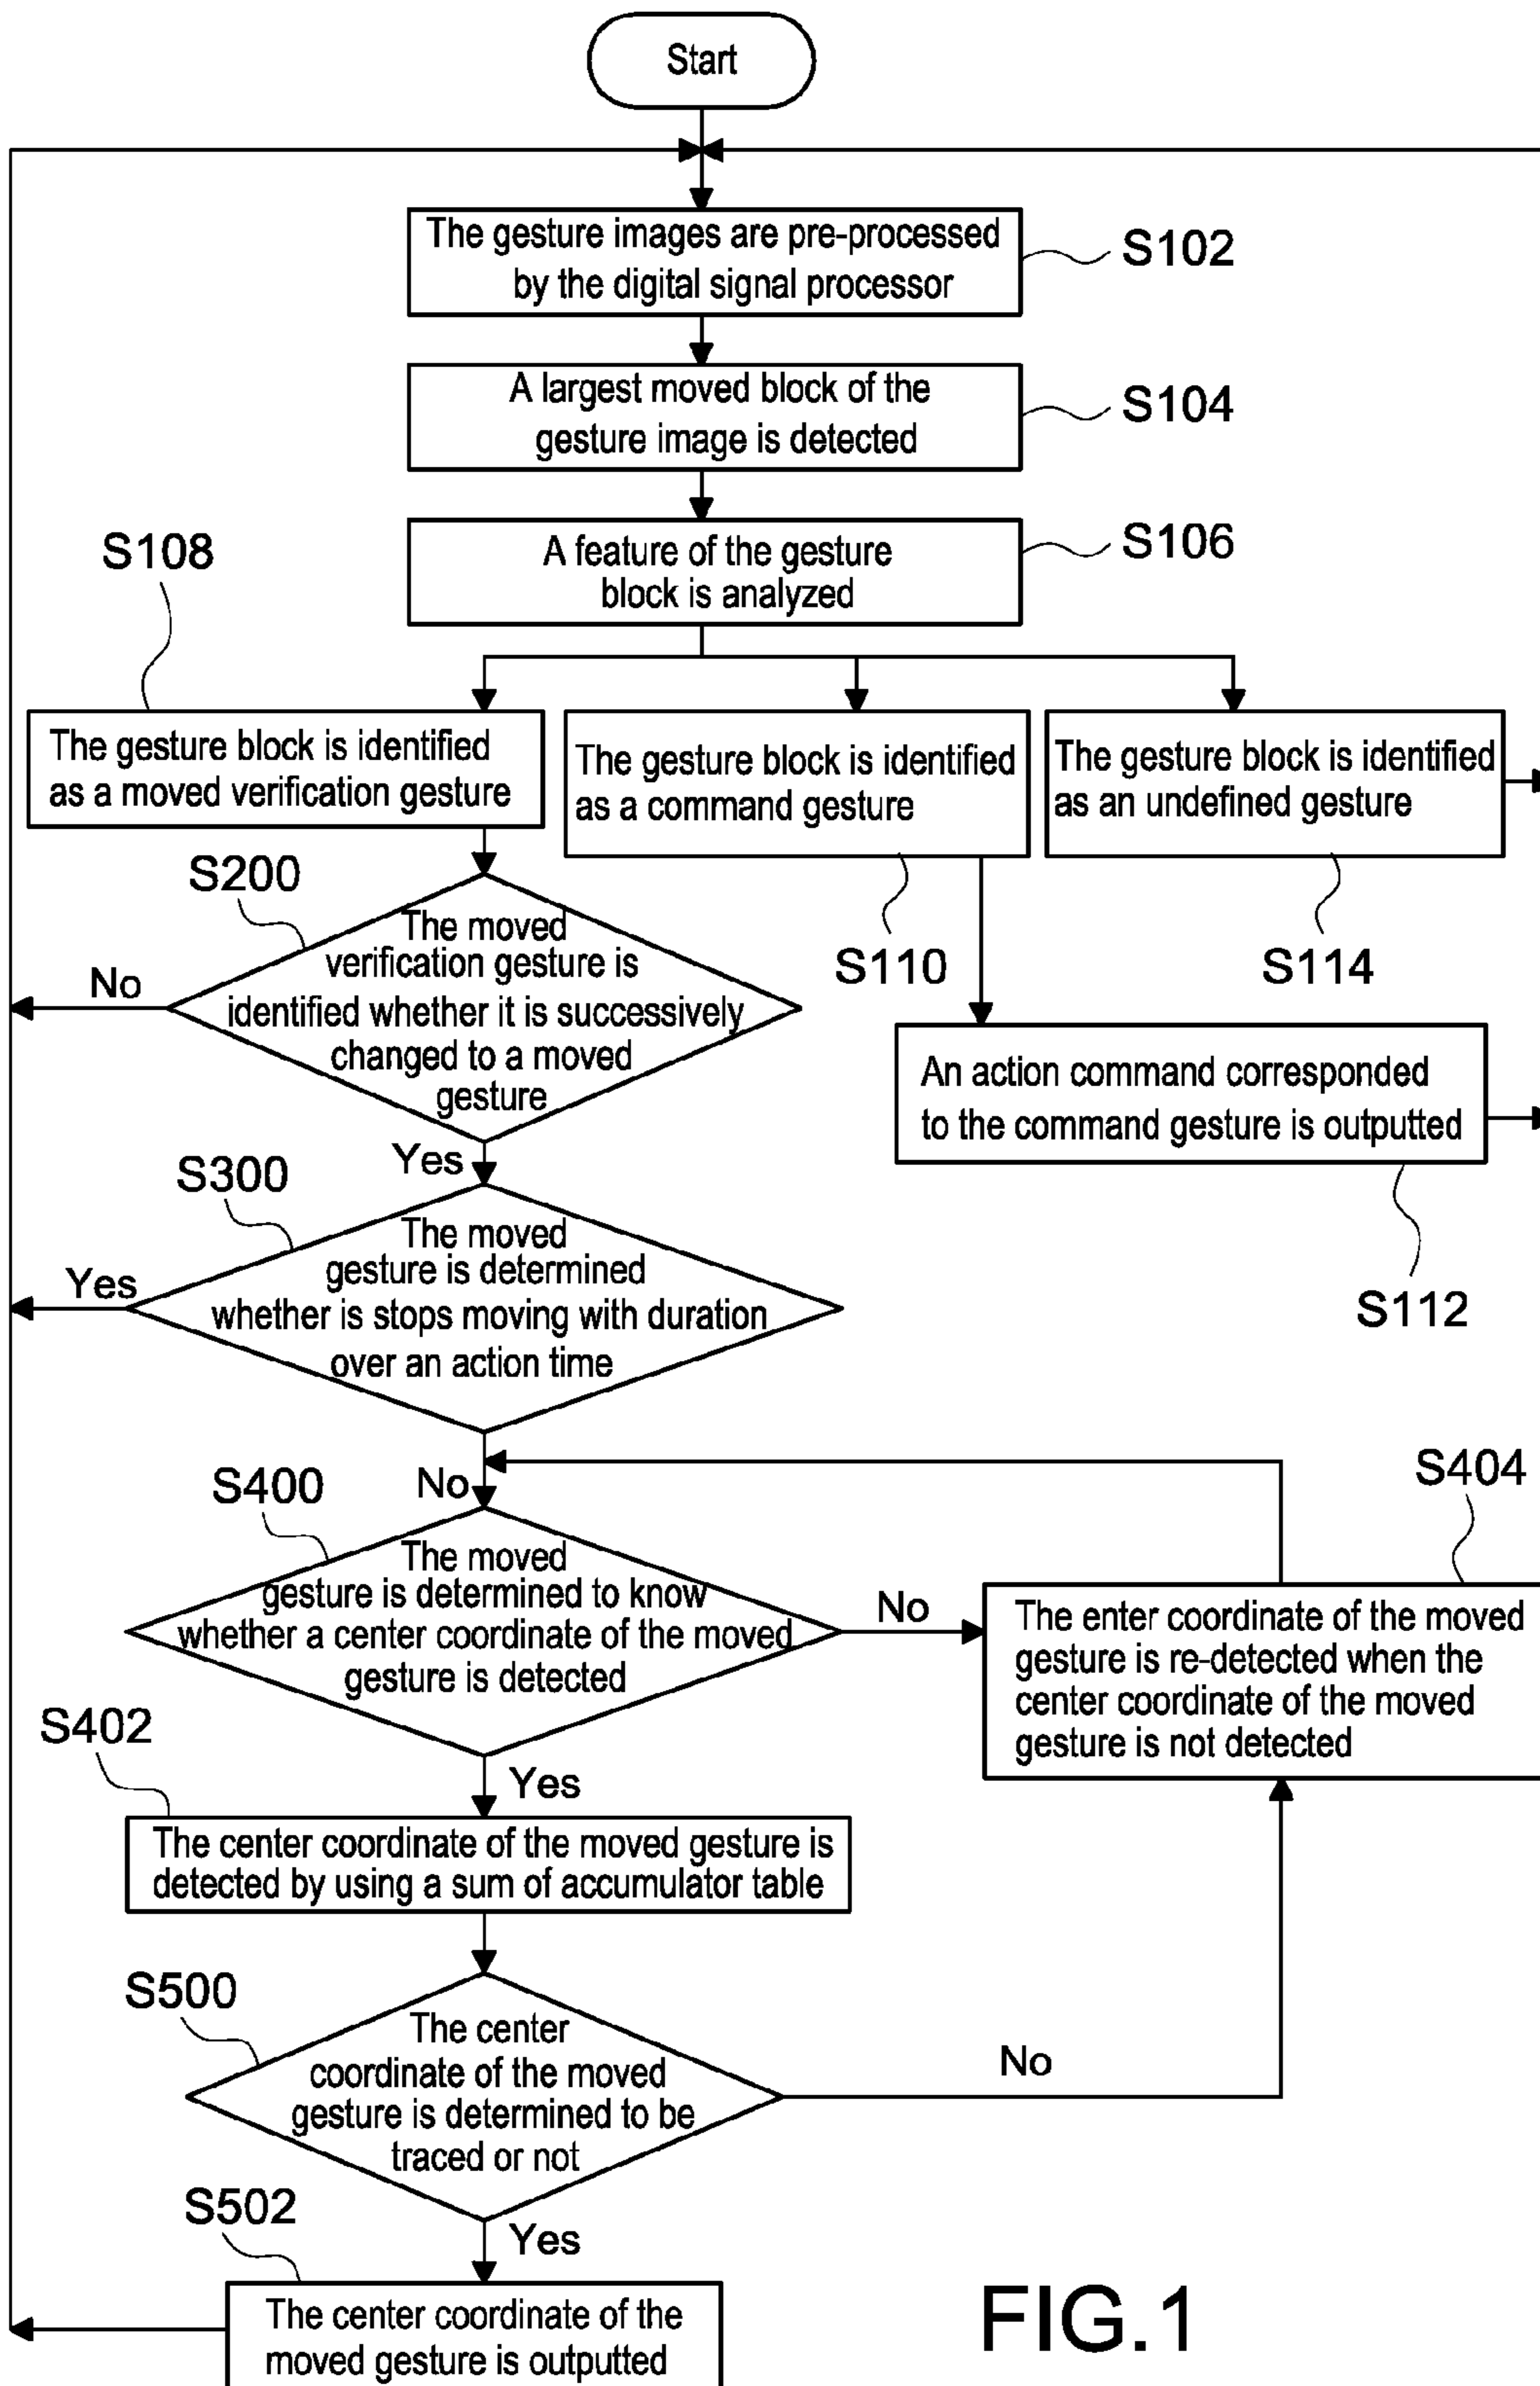 Start
The gesture images are pre-processed
by the digital signal processor
S102
A largest moved block of the
gesture image is detected
S104
A feature of the gesture
block is analyzed
S106
S108
The gesture block is identified
as a moved verification gesture
The gesture block is identified
as a command gesture
The gesture block is identified
as an undefined gesture
S200
S110
S114
The moved
verification gesture is
identified whether it is successively
changed to a moved
gesture
No
An action command corresponded
to the command gesture is outputted
Yes
S112
S300
The moved
gesture is determined
whether is stops moving with duration
over an action time
Yes
No
S400
S404
The moved
gesture is determined to know
whether a center coordinate of the moved
gesture is detected
No
The enter coordinate of the moved
gesture is re-detected when the
center coordinate of the moved
gesture is not detected
Yes
S402
The center coordinate of the moved gesture is
detected by using a sum of accumulator table
S500
The center
coordinate of the moved
gesture is determined to be
traced or not
No
Yes
S502
The center coordinate of the
moved gesture is outputted
FIG.1